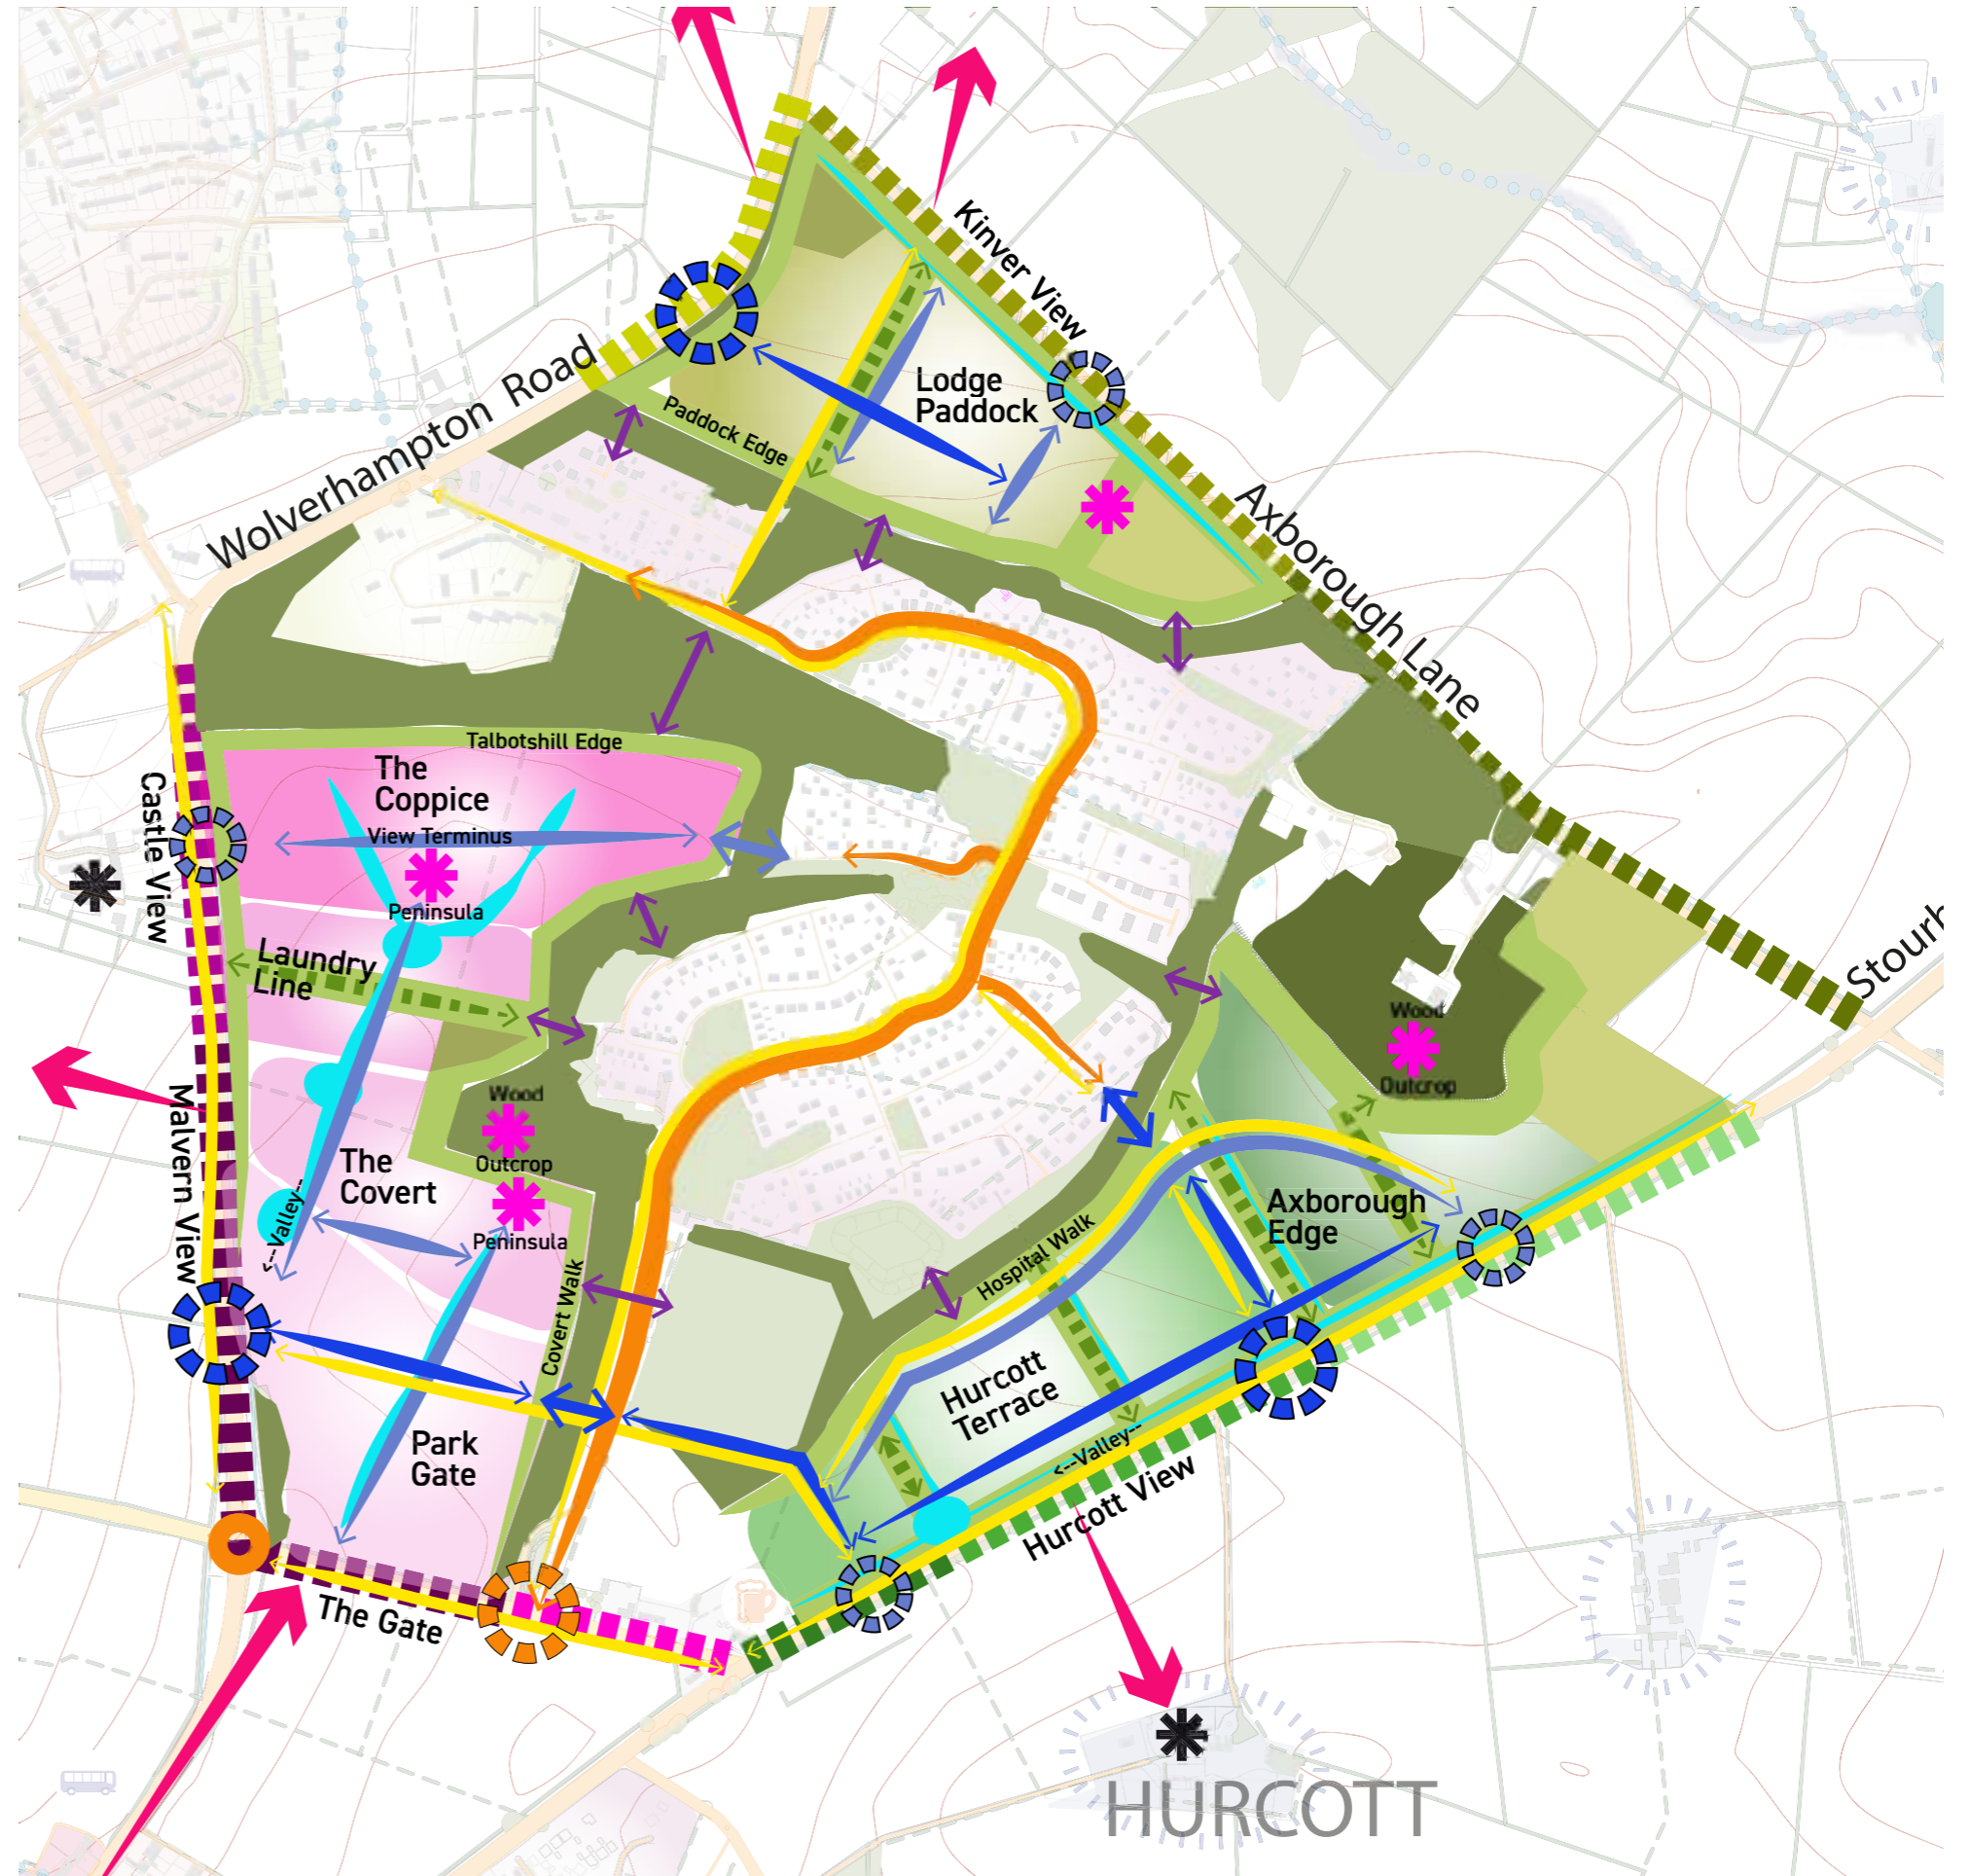 Kinver View
Wolverhampton Road
Lodge
Paddock
Paddock Edge
Axborough Lane
Talbotshill Edge
The
Coppice
View Terminus
Castle View
Peninsula
Laundry
Line
Stourb
Wood
Outcrop
Malvern View
Wood
Outcrop
The
Covert
<--Valley--
Peninsula
Axborough
Edge
Hospital Walk
Covert Walk
Hurcott
Terrace
Park
Gate
<--Valley--
Hurcott View
The Gate
HURCOTT